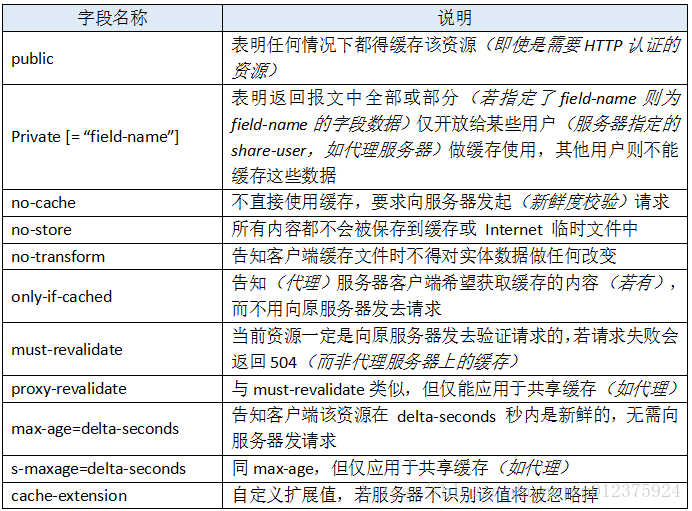 字段名称 说明
public
表明任何情况下都得缓存该资源（即使是需要 HTTP 认证的
资源）
Private [= “field-name”]
表明返回报文中全部或部分（若指定了 field-name 则为
field-name 的字段数据）仅开放给某些用户（服务器指定的
share-user，如代理服务器）做缓存使用，其他用户则不能
缓存这些数据
no-cache
不直接使用缓存，要求向服务器发起（新鲜度校验）请求
no-store
所有内容都不会被保存到缓存或 Internet 临时文件中
no-transform
告知客户端缓存文件时不得对实体数据做任何改变
only-if-cached
告知（代理）服务器客户端希望获取缓存的内容（若有），
而不用向原服务器发去请求
must-revalidate
当前资源一定是向原服务器发去验证请求的，若请求失败会
返回 504（而非代理服务器上的缓存）
proxy-revalidate
与 must-revalidate 类似，但仅能应用于共享缓存（如代理）
max-age=delta-seconds
告知客户端该资源在 delta-seconds 秒内是新鲜的，无需向
服务器发请求
s-maxage=delta-seconds
同 max-age，但仅应用于共享缓存（如代理）
cache-extension
自定义扩展值，若服务器不识别该值将被忽略掉